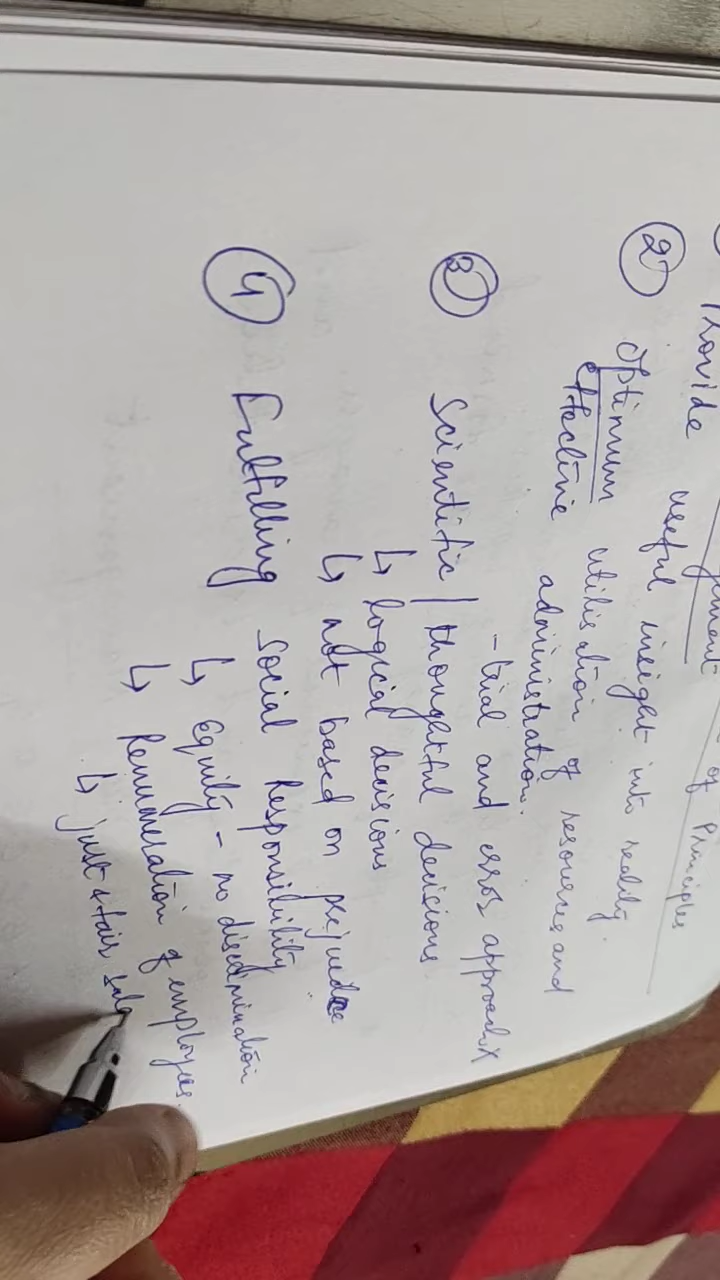 of Principles
Provide useful insight into reality.
② Optimum utilisation of resources and
effective administration.
- trial and error approach X
③ Scientific / thoughtful decisions
↳ logical decisions
↳ not based on prejudice
④ Fulfilling social responsibility
↳ Equity - no discrimination
↳ Remuneration of employees.
↳ just & fair